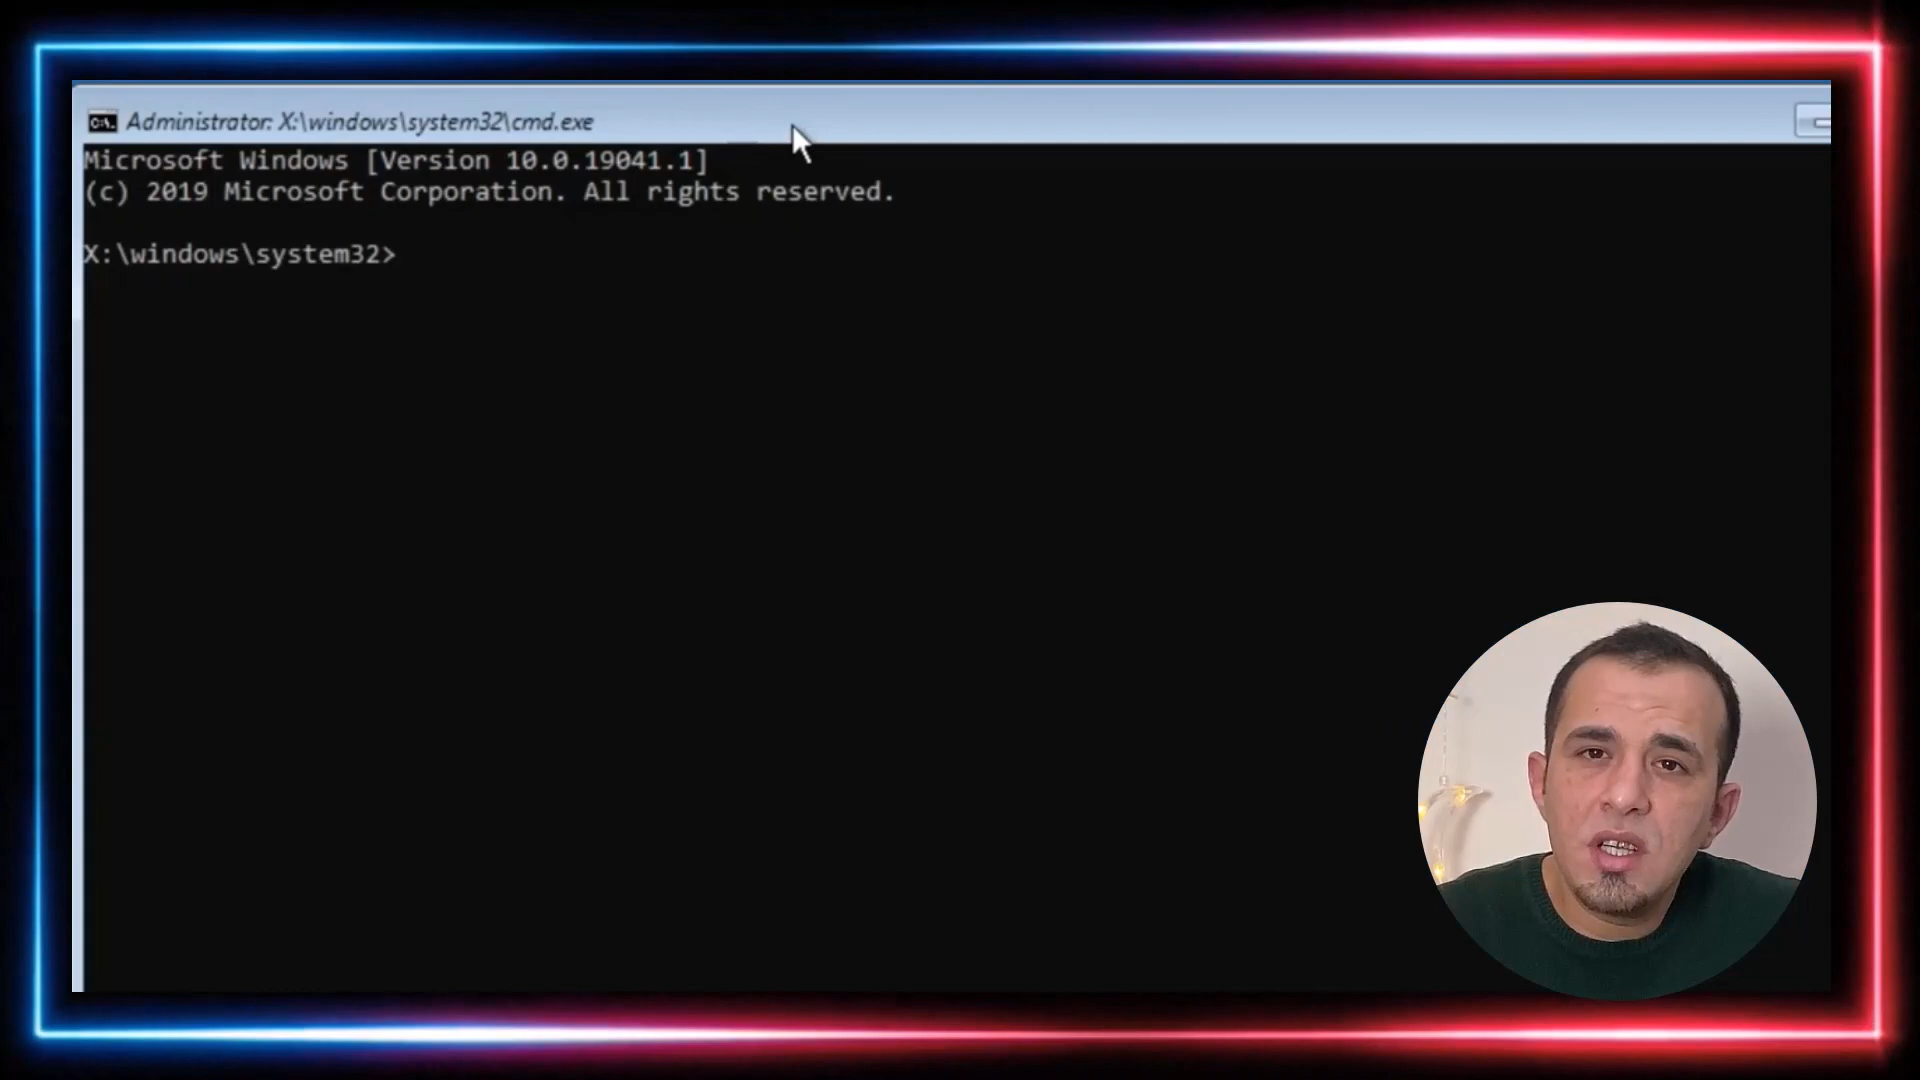 Administrator: X:\windows\system32\cmd.exe
Microsoft Windows [Version 10.0.19041.1]
(c) 2019 Microsoft Corporation. All rights reserved.
X:\windows\system32>